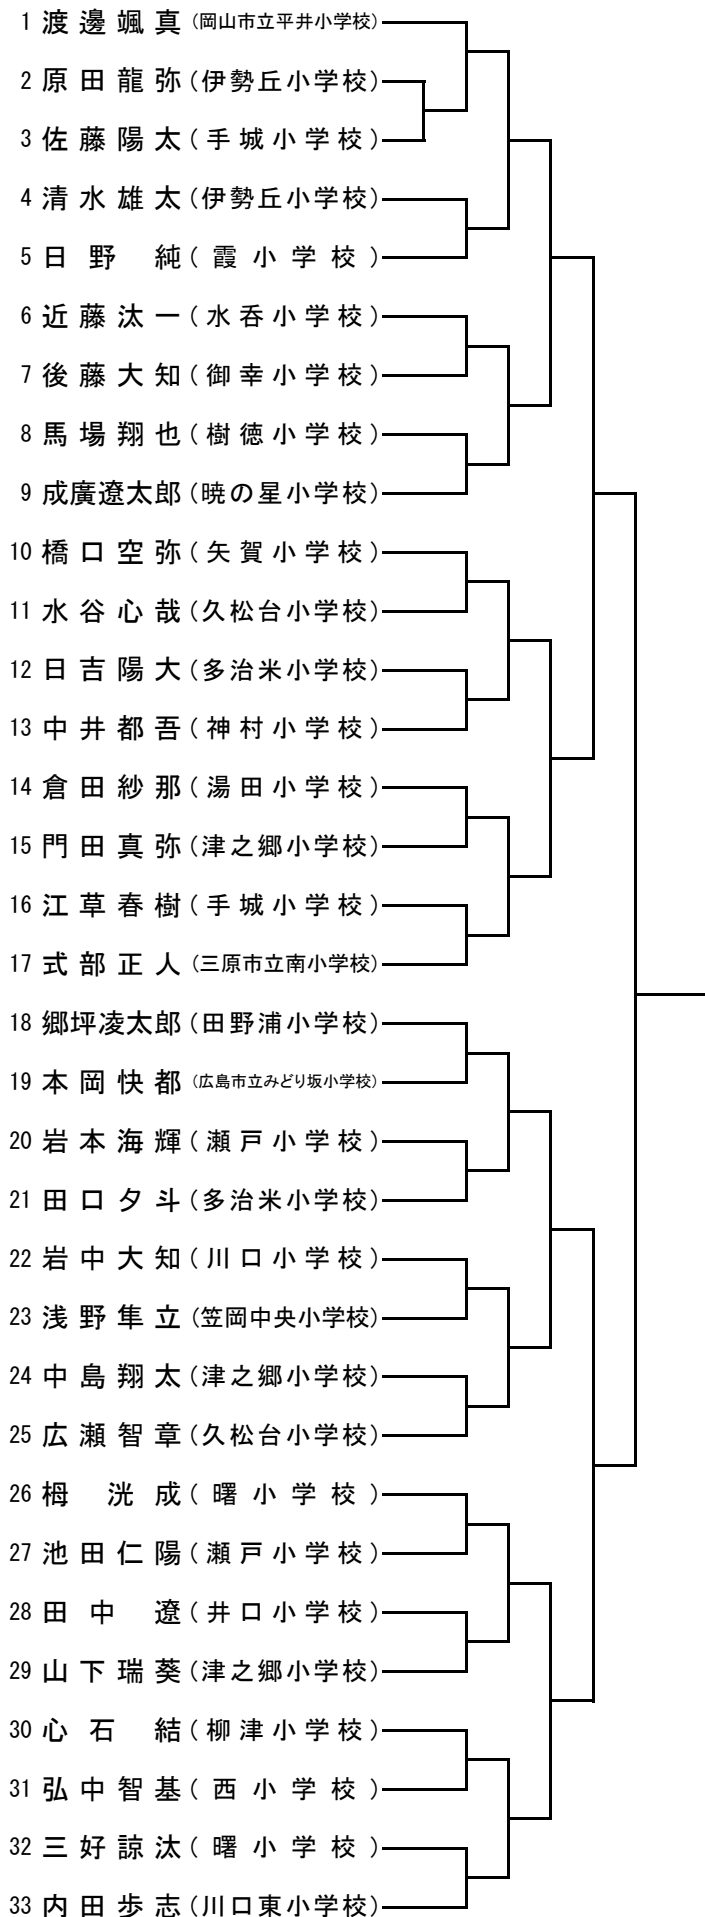 1 渡邊颯真 (岡山市立平井小学校)
2 原田龍弥 (伊勢丘小学校)
3 佐藤陽太 (手城小学校)
4 清水雄太 (伊勢丘小学校)
5 日野 純 (霞小学校)
6 近藤汰一 (水呑小学校)
7 後藤大知 (御幸小学校)
8 馬場翔也 (樹徳小学校)
9 成廣遼太郎 (暁の星小学校)
10 橋口空弥 (矢賀小学校)
11 水谷心哉 (久松台小学校)
12 日吉陽大 (多治米小学校)
13 中井都吾 (神村小学校)
14 倉田紗那 (湯田小学校)
15 門田真弥 (津之郷小学校)
16 江草春樹 (手城小学校)
17 式部正人 (三原市立南小学校)
18 郷坪凌太郎 (田野浦小学校)
19 本岡快都 (広島市立みどり坂小学校)
20 岩本海輝 (瀬戸小学校)
21 田口夕斗 (多治米小学校)
22 岩中大知 (川口小学校)
23 浅野隼立 (笠岡中央小学校)
24 中島翔太 (津之郷小学校)
25 広瀬智章 (久松台小学校)
26 栂 洸成 (曙小学校)
27 池田仁陽 (瀬戸小学校)
28 田中 遼 (井口小学校)
29 山下瑞葵 (津之郷小学校)
30 心石 結 (柳津小学校)
31 弘中智基 (西小学校)
32 三好諒汰 (曙小学校)
33 内田歩志 (川口東小学校)